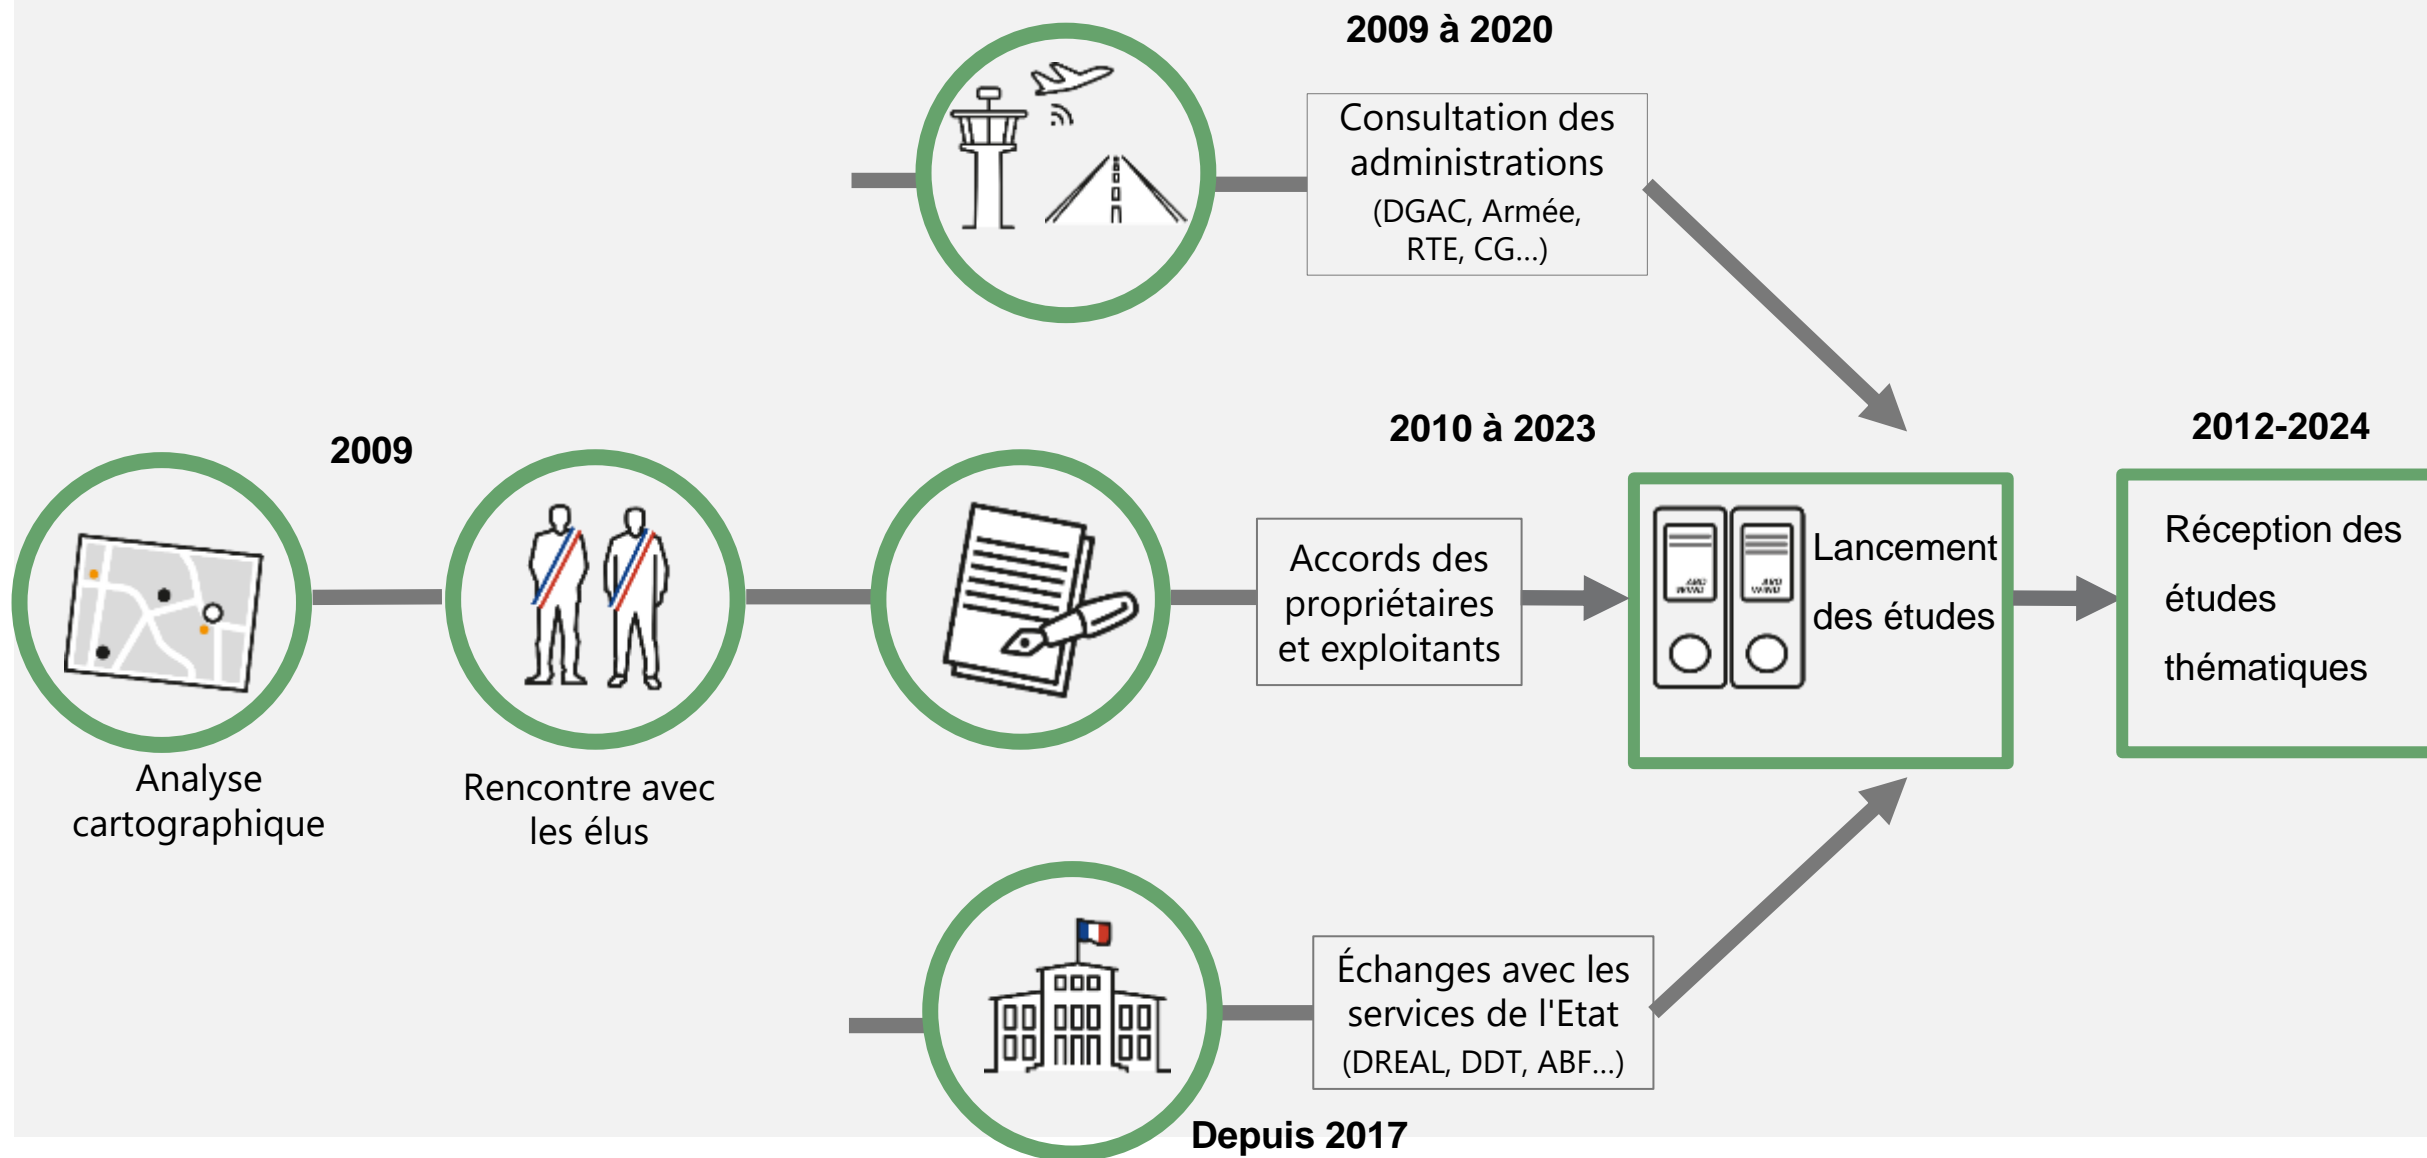 2009 à 2020
Consultation des
administrations
(DGAC, Armée,
RTE, CG...)
2009
Analyse
cartographique
Rencontre avec
les élus
2010 à 2023
Accords des
propriétaires
et exploitants
Lancement
des études
2012-2024
Réception des
études
thématiques
Échanges avec les
services de l'Etat
(DREAL, DDT, ABF...)
Depuis 2017